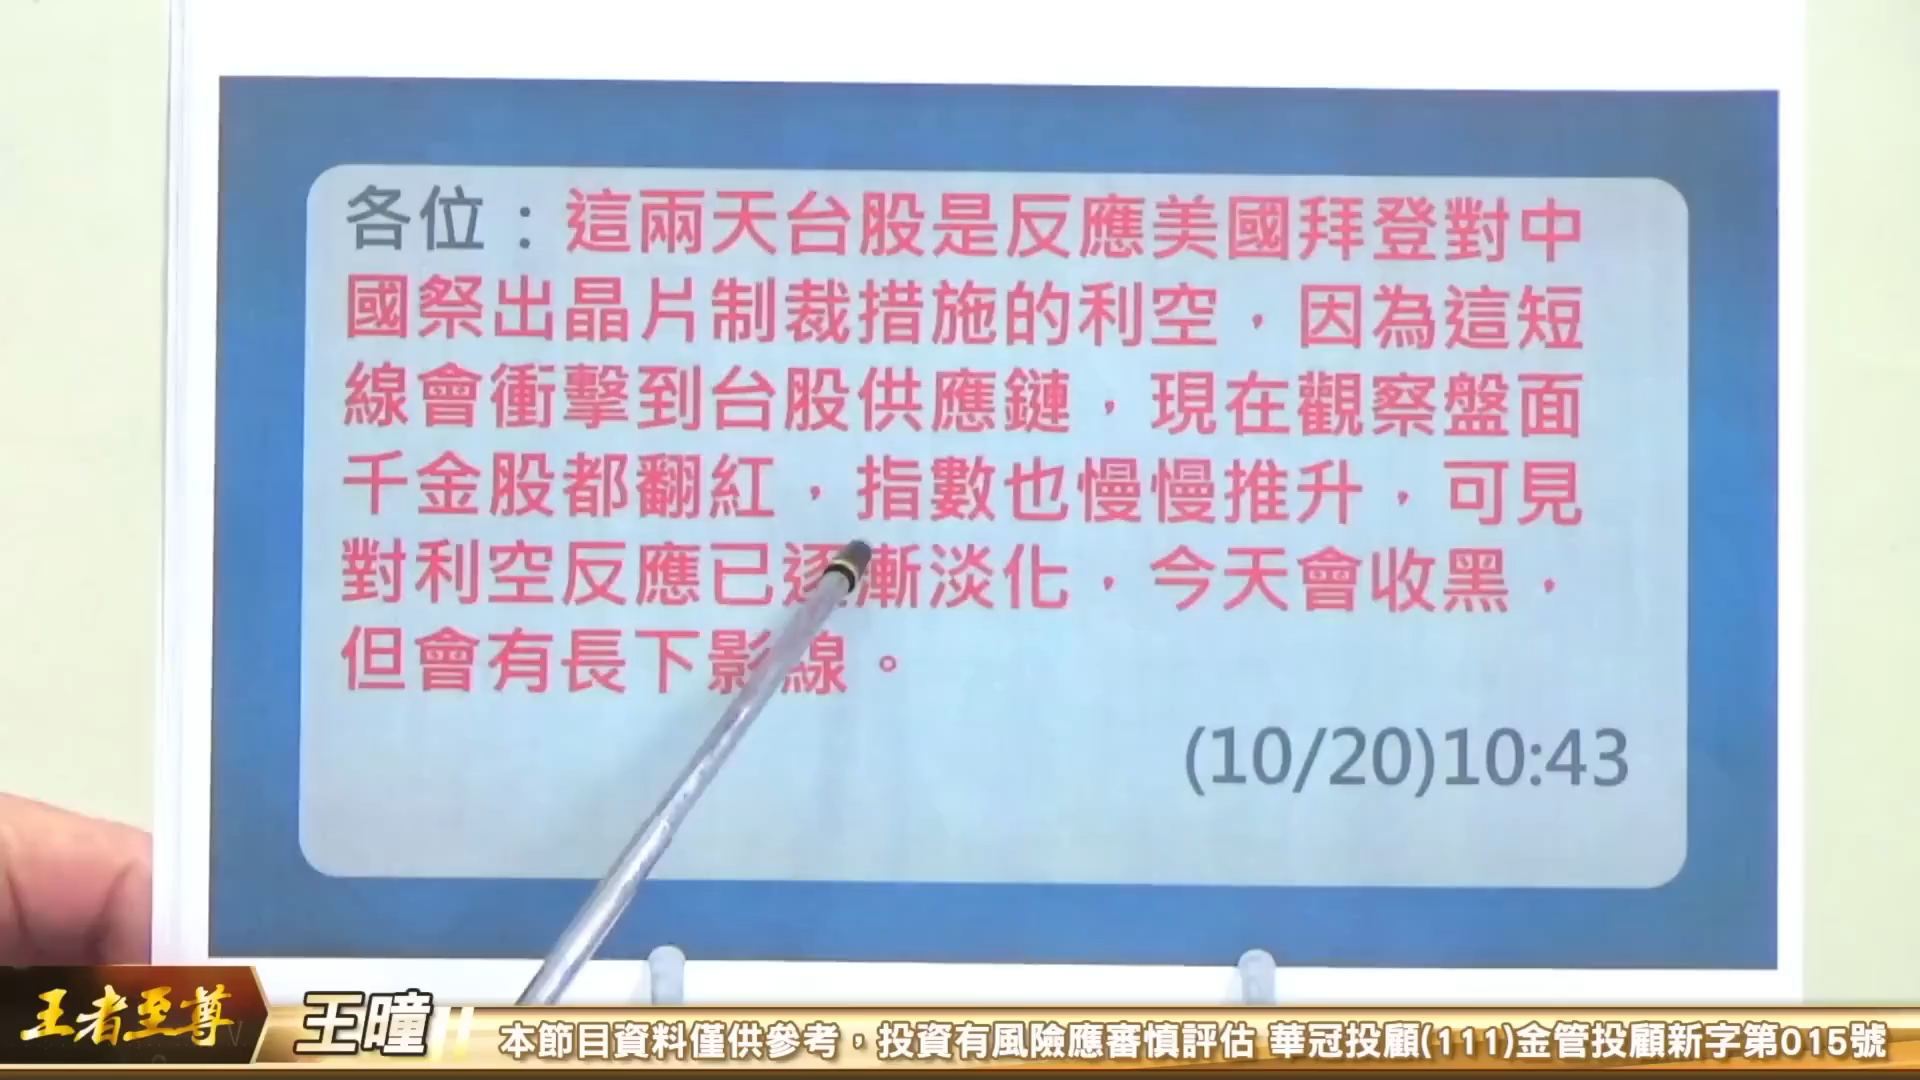 各位：這兩天台股是反應美國拜登對中
國祭出晶片制裁措施的利空，因為這短
線會衝擊到台股供應鏈，現在觀察盤面
千金股都翻紅，指數也慢慢推升，可見
對利空反應已逐漸淡化，今天會收黑，
但會有長下影線。
(10/20)10:43
王者至尊
王曈
本節目資料僅供參考，投資有風險應審慎評估 華冠投顧(111)金管投顧新字第015號